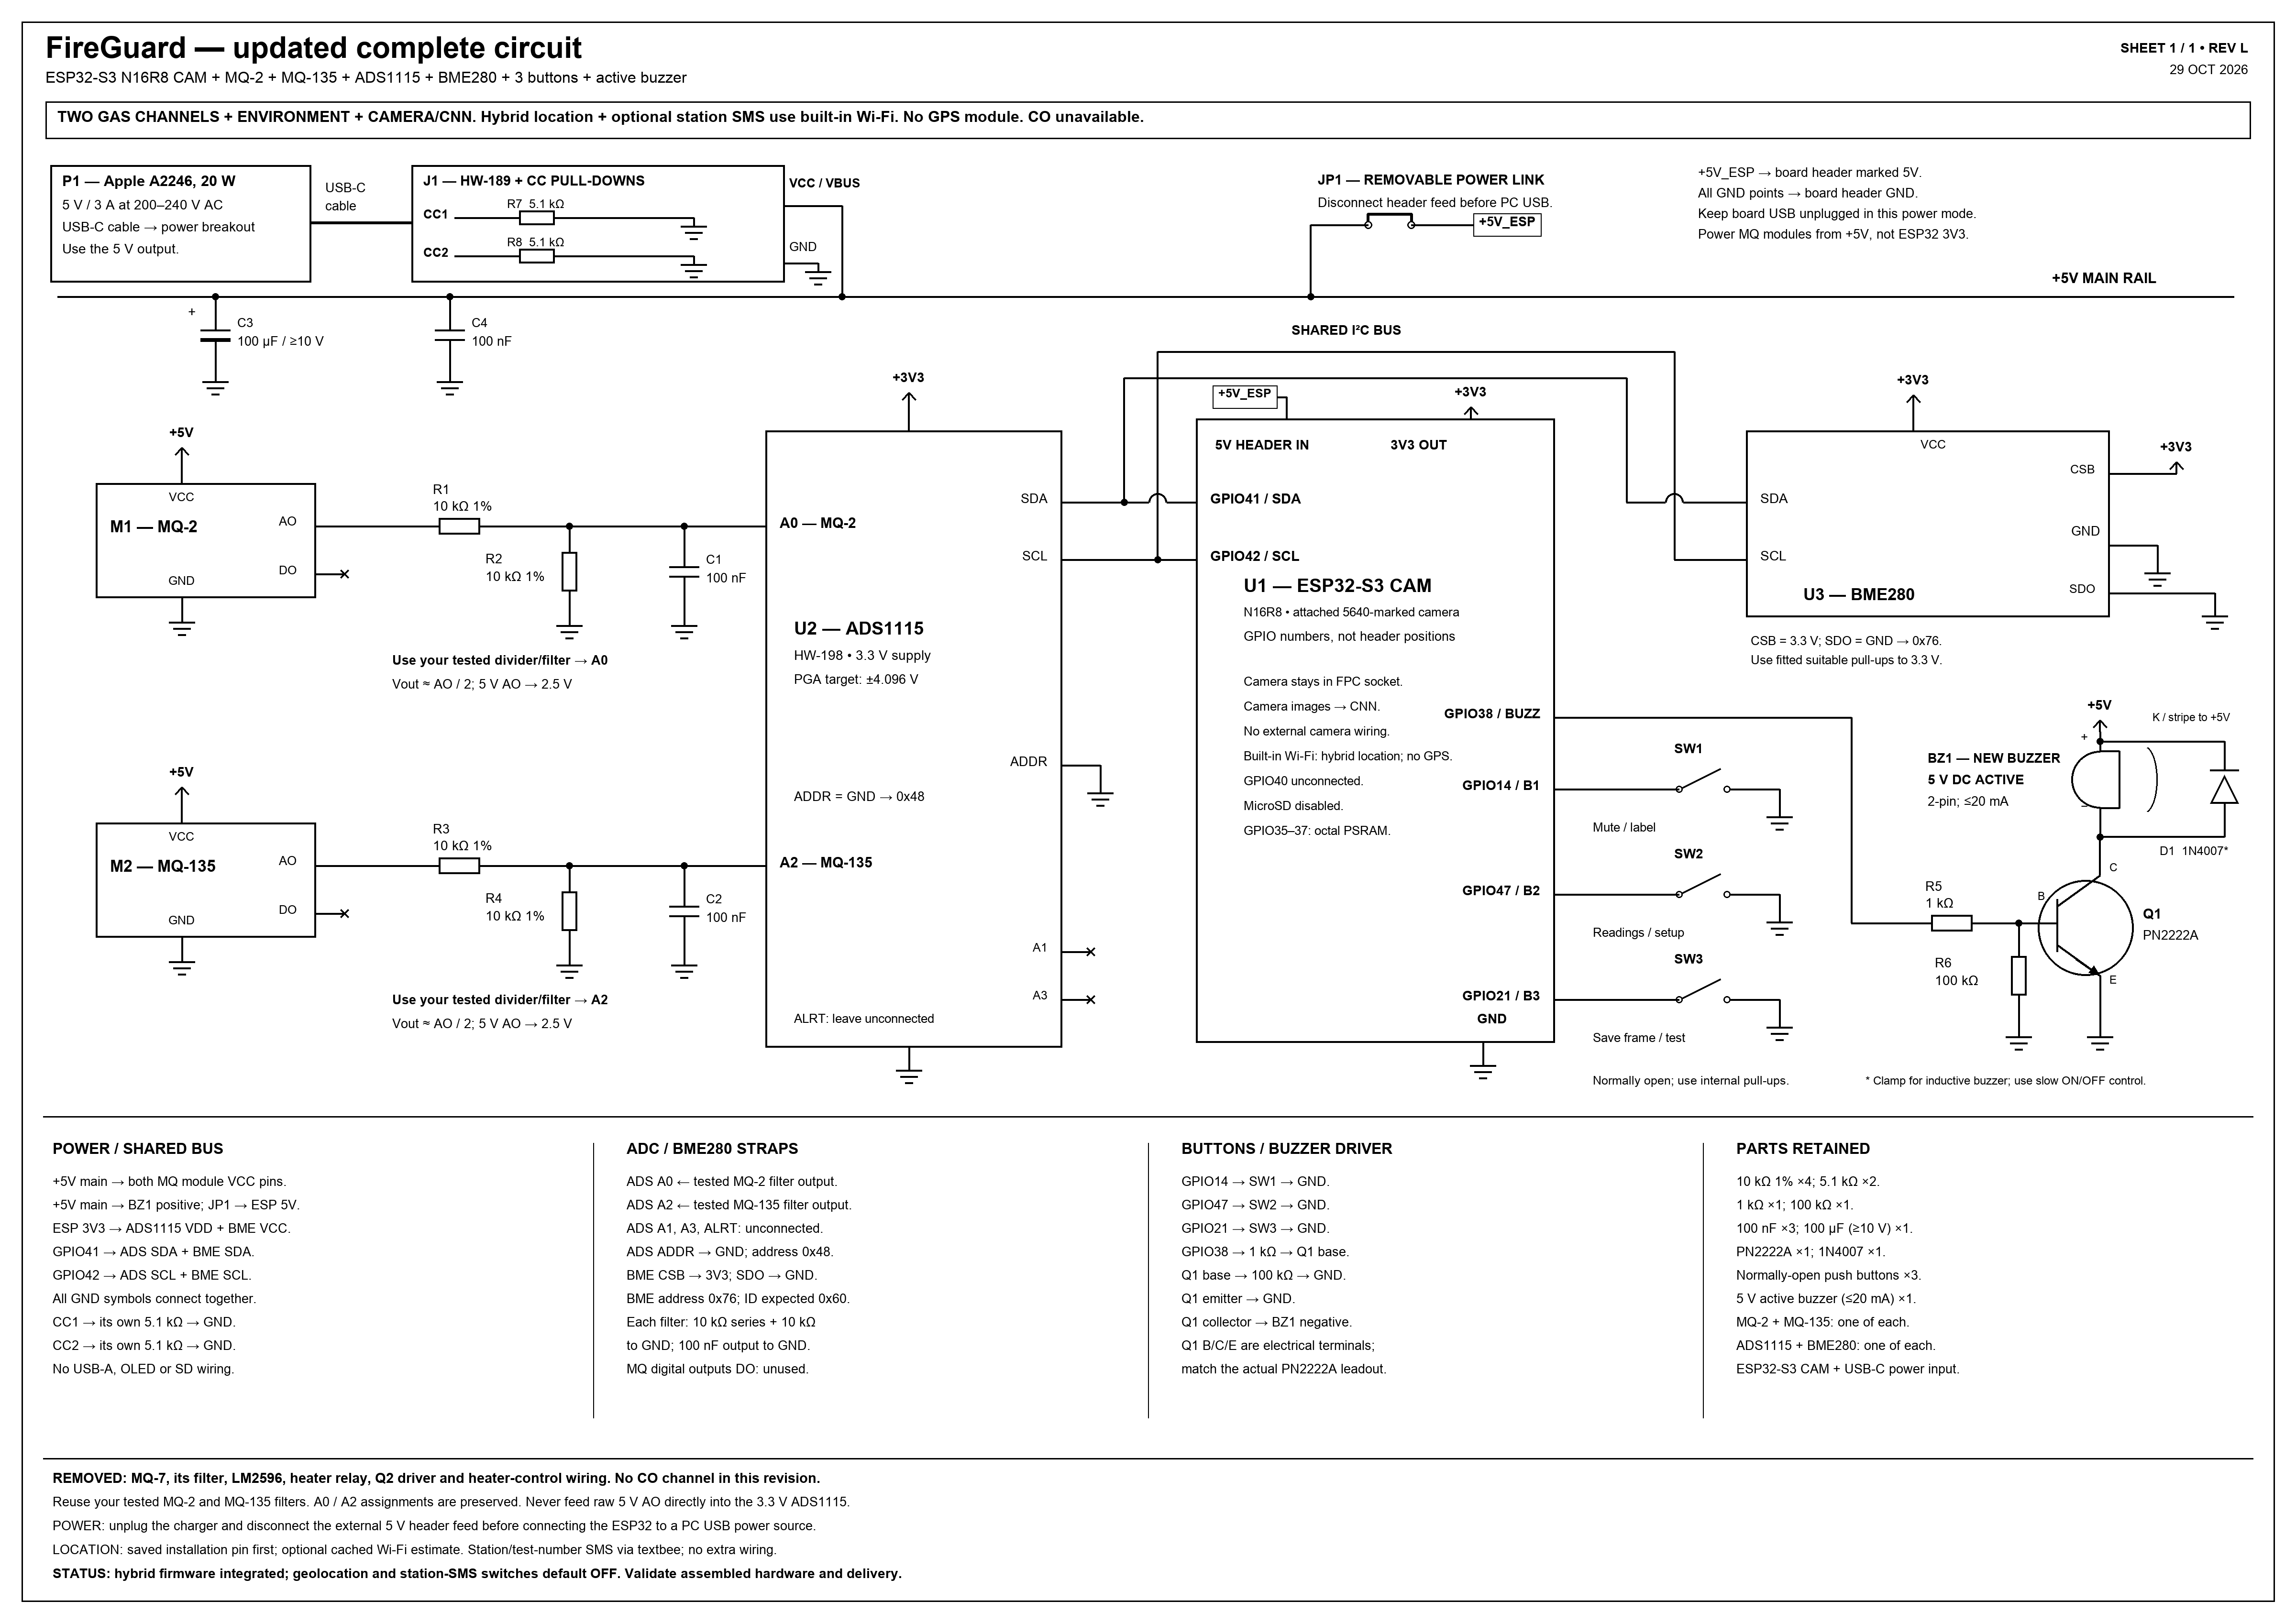 FireGuard — updated complete circuit
ESP32-S3 N16R8 CAM + MQ-2 + MQ-135 + ADS1115 + BME280 + 3 buttons + active buzzer
SHEET 1 / 1 • REV L
29 OCT 2026
TWO GAS CHANNELS + ENVIRONMENT + CAMERA/CNN. Hybrid location + optional station SMS use built-in Wi-Fi. No GPS module. CO unavailable.
P1 — Apple A2246, 20 W
5 V / 3 A at 200–240 V AC
USB-C cable → power breakout
Use the 5 V output.
USB-C
cable
J1 — HW-189 + CC PULL-DOWNS
CC1
R7 5.1 kΩ
CC2
R8 5.1 kΩ
VCC / VBUS
GND
JP1 — REMOVABLE POWER LINK
Disconnect header feed before PC USB.
+5V_ESP
+5V_ESP → board header marked 5V.
All GND points → board header GND.
Keep board USB unplugged in this power mode.
Power MQ modules from +5V, not ESP32 3V3.
+5V MAIN RAIL
+
C3
100 µF / ≥10 V
C4
100 nF
SHARED I²C BUS
+5V
VCC
M1 — MQ-2
AO
DO
GND
R1
10 kΩ 1%
R2
10 kΩ 1%
C1
100 nF
Use your tested divider/filter → A0
Vout ≈ AO / 2; 5 V AO → 2.5 V
+5V
VCC
M2 — MQ-135
AO
DO
GND
R3
10 kΩ 1%
R4
10 kΩ 1%
C2
100 nF
Use your tested divider/filter → A2
Vout ≈ AO / 2; 5 V AO → 2.5 V
+3V3
SDA
A0 — MQ-2
SCL
U2 — ADS1115
HW-198 • 3.3 V supply
PGA target: ±4.096 V
ADDR
ADDR = GND → 0x48
A2 — MQ-135
A1
A3
ALRT: leave unconnected
+5V_ESP
+3V3
5V HEADER IN
3V3 OUT
GPIO41 / SDA
GPIO42 / SCL
U1 — ESP32-S3 CAM
N16R8 • attached 5640-marked camera
GPIO numbers, not header positions
Camera stays in FPC socket.
Camera images → CNN.
GPIO38 / BUZZ
No external camera wiring.
Built-in Wi-Fi: hybrid location; no GPS.
GPIO40 unconnected.
GPIO14 / B1
MicroSD disabled.
GPIO35–37: octal PSRAM.
GPIO47 / B2
GPIO21 / B3
GND
+3V3
VCC
CSB
+3V3
SDA
GND
SCL
SDO
U3 — BME280
CSB = 3.3 V; SDO = GND → 0x76.
Use fitted suitable pull-ups to 3.3 V.
SW1
Mute / label
SW2
Readings / setup
SW3
Save frame / test
Normally open; use internal pull-ups.
+5V
K / stripe to +5V
+
BZ1 — NEW BUZZER
5 V DC ACTIVE
2-pin; ≤20 mA
−
D1 1N4007*
C
R5
1 kΩ
B
Q1
PN2222A
R6
100 kΩ
E
* Clamp for inductive buzzer; use slow ON/OFF control.
POWER / SHARED BUS
+5V main → both MQ module VCC pins.
+5V main → BZ1 positive; JP1 → ESP 5V.
ESP 3V3 → ADS1115 VDD + BME VCC.
GPIO41 → ADS SDA + BME SDA.
GPIO42 → ADS SCL + BME SCL.
All GND symbols connect together.
CC1 → its own 5.1 kΩ → GND.
CC2 → its own 5.1 kΩ → GND.
No USB-A, OLED or SD wiring.
ADC / BME280 STRAPS
ADS A0 ← tested MQ-2 filter output.
ADS A2 ← tested MQ-135 filter output.
ADS A1, A3, ALRT: unconnected.
ADS ADDR → GND; address 0x48.
BME CSB → 3V3; SDO → GND.
BME address 0x76; ID expected 0x60.
Each filter: 10 kΩ series + 10 kΩ
to GND; 100 nF output to GND.
MQ digital outputs DO: unused.
BUTTONS / BUZZER DRIVER
GPIO14 → SW1 → GND.
GPIO47 → SW2 → GND.
GPIO21 → SW3 → GND.
GPIO38 → 1 kΩ → Q1 base.
Q1 base → 100 kΩ → GND.
Q1 emitter → GND.
Q1 collector → BZ1 negative.
Q1 B/C/E are electrical terminals;
match the actual PN2222A leadout.
PARTS RETAINED
10 kΩ 1% ×4; 5.1 kΩ ×2.
1 kΩ ×1; 100 kΩ ×1.
100 nF ×3; 100 µF (≥10 V) ×1.
PN2222A ×1; 1N4007 ×1.
Normally-open push buttons ×3.
5 V active buzzer (≤20 mA) ×1.
MQ-2 + MQ-135: one of each.
ADS1115 + BME280: one of each.
ESP32-S3 CAM + USB-C power input.
REMOVED: MQ-7, its filter, LM2596, heater relay, Q2 driver and heater-control wiring. No CO channel in this revision.
Reuse your tested MQ-2 and MQ-135 filters. A0 / A2 assignments are preserved. Never feed raw 5 V AO directly into the 3.3 V ADS1115.
POWER: unplug the charger and disconnect the external 5 V header feed before connecting the ESP32 to a PC USB power source.
LOCATION: saved installation pin first; optional cached Wi-Fi estimate. Station/test-number SMS via textbee; no extra wiring.
STATUS: hybrid firmware integrated; geolocation and station-SMS switches default OFF. Validate assembled hardware and delivery.